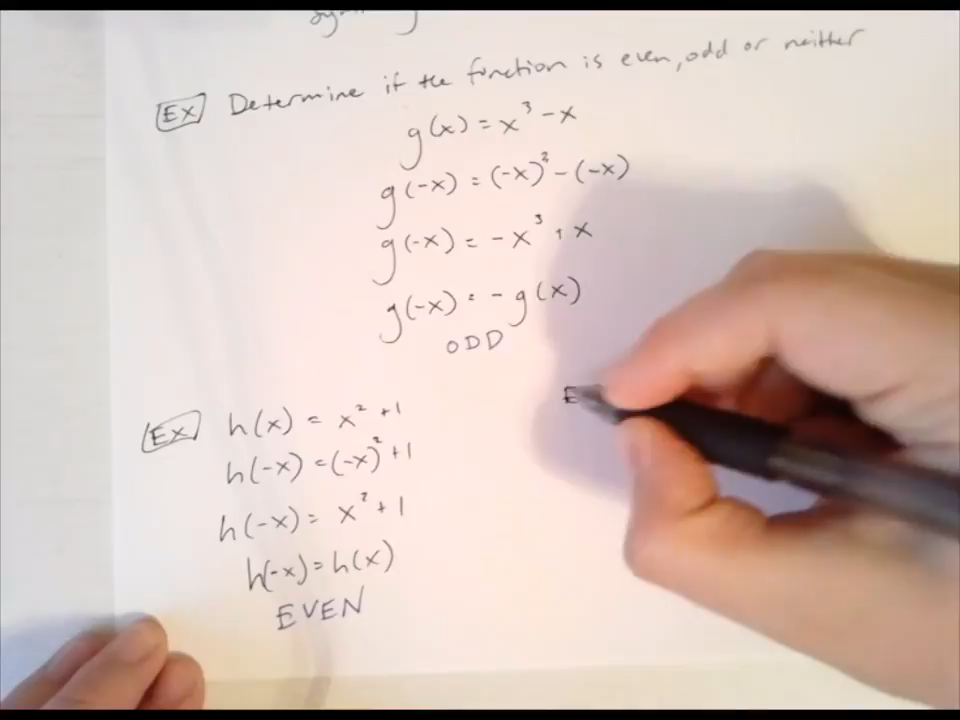 Ex Determine if the function is even, odd or neither
g(x) = x³ - x
g(-x) = (-x)³ - (-x)
g(-x) = -x³ + x
g(-x) = -g(x)
ODD
Ex h(x) = x² + 1
h(-x) = (-x)² + 1
h(-x) = x² + 1
h(-x) = h(x)
EVEN
E